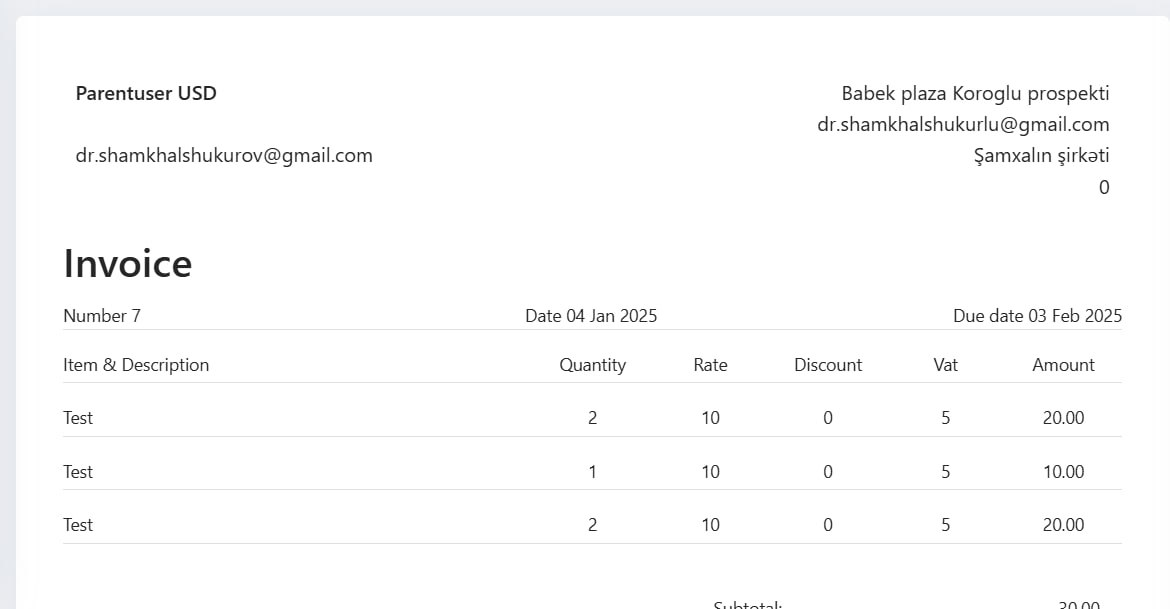 Parentuser USD
dr.shamkhalshukurov@gmail.com
Babek plaza Koroglu prospekti
dr.shamkhalshukurlu@gmail.com
Şamxalın şirkəti
0
Invoice
Number 7 Date 04 Jan 2025 Due date 03 Feb 2025
Item & Description Quantity Rate Discount Vat Amount
Test 2 10 0 5 20.00
Test 1 10 0 5 10.00
Test 2 10 0 5 20.00
Subtotal: 30.00